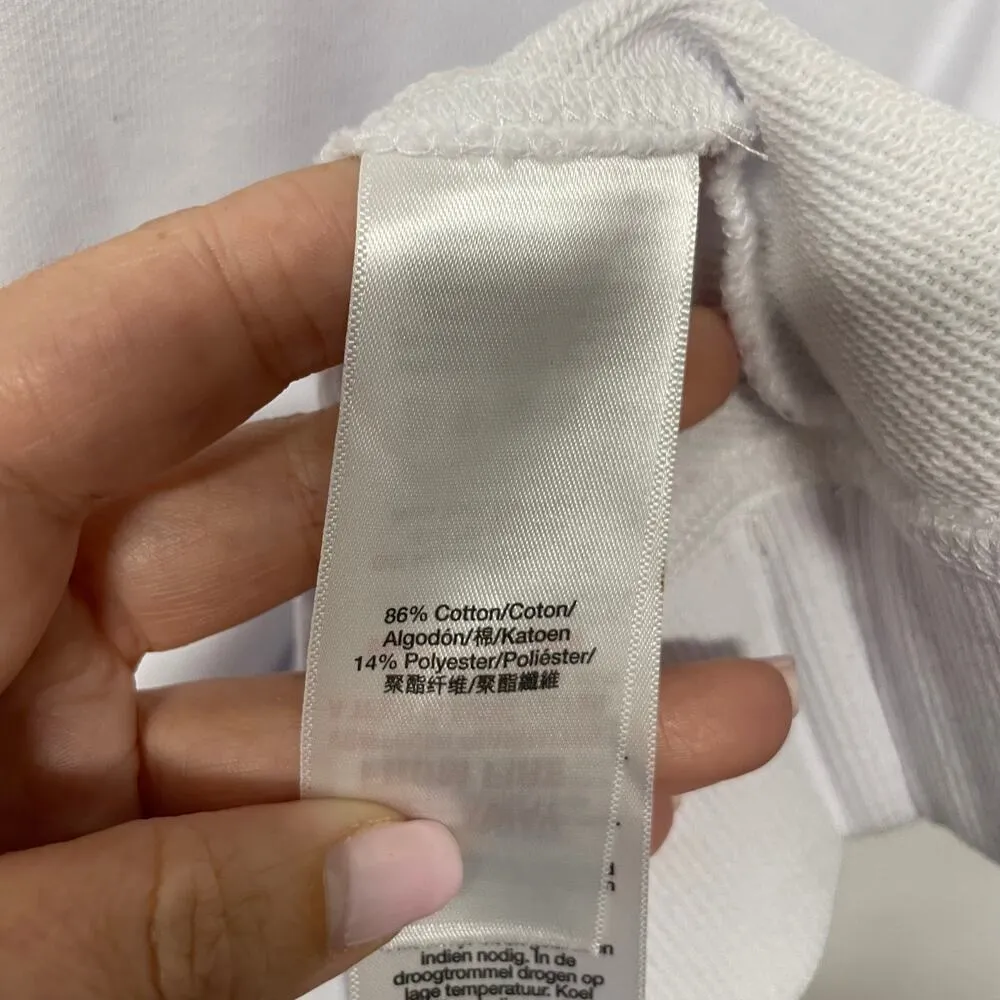 86% Cotton/Coton/
Algodón/棉/Katoen
14% Polyester/Poliéster/
聚酯纤维/聚酯纖維
indien nodig. In de
droogtrommel drogen op
lage temperatuur. Koel